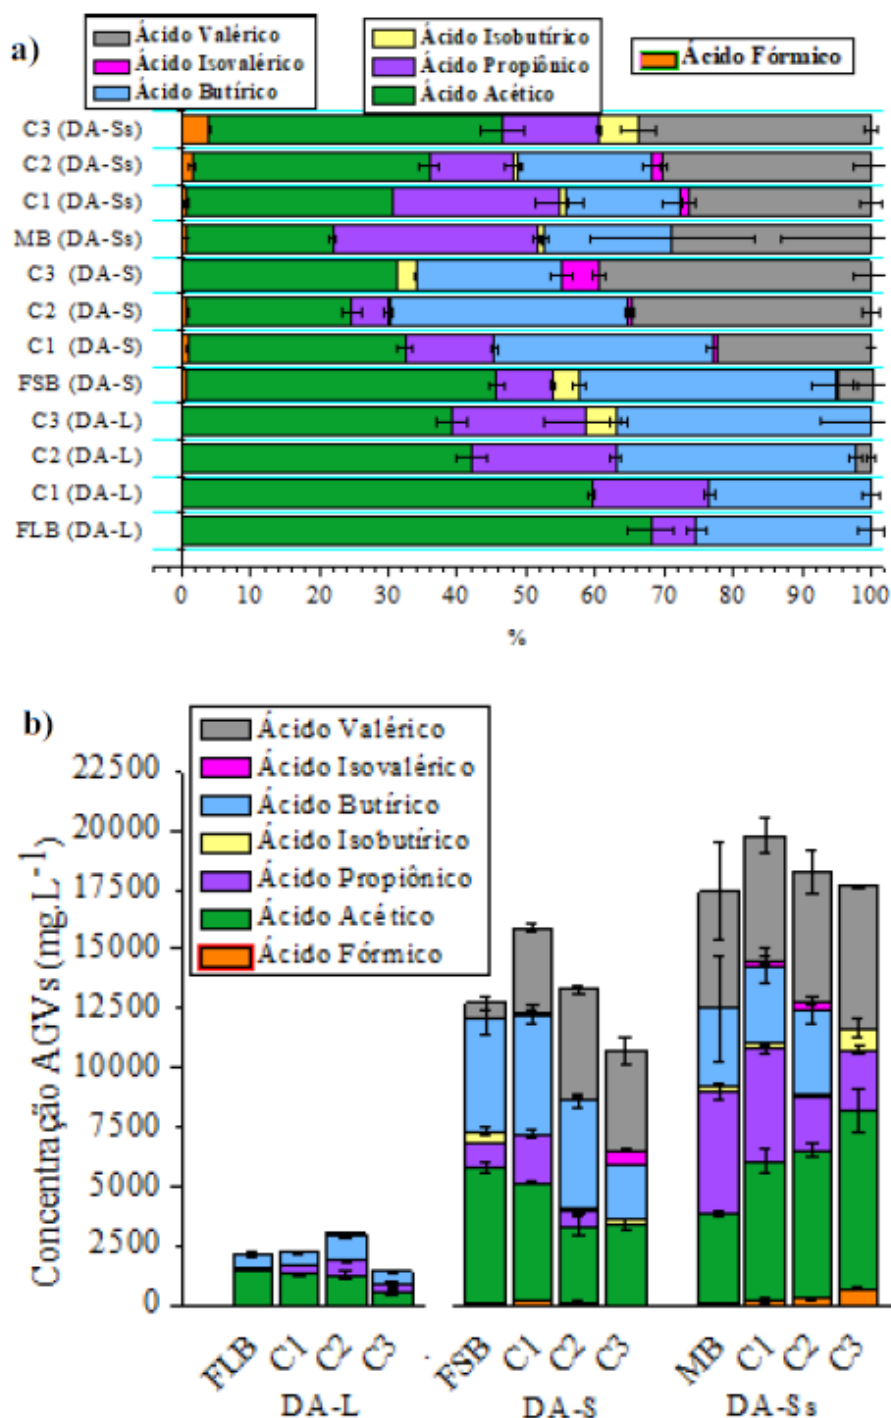 a)
Ácido Valérico
Ácido Isovalérico
Ácido Butírico
Ácido Isobutírico
Ácido Propiônico
Ácido Acético
Ácido Fórmico
C3 (DA-Ss)
C2 (DA-Ss)
C1 (DA-Ss)
MB (DA-Ss)
C3 (DA-S)
C2 (DA-S)
C1 (DA-S)
FSB (DA-S)
C3 (DA-L)
C2 (DA-L)
C1 (DA-L)
FLB (DA-L)
0 10 20 30 40 50 60 70 80 90 100
%
b)
Ácido Valérico
Ácido Isovalérico
Ácido Butírico
Ácido Isobutírico
Ácido Propiônico
Ácido Acético
Ácido Fórmico
Concentração AGVs (mg.L⁻¹)
22500
20000
17500
15000
12500
10000
7500
5000
2500
0
FLB C1 C2 C3 FSB C1 C2 C3 MB C1 C2 C3
DA-L DA-S DA-Ss